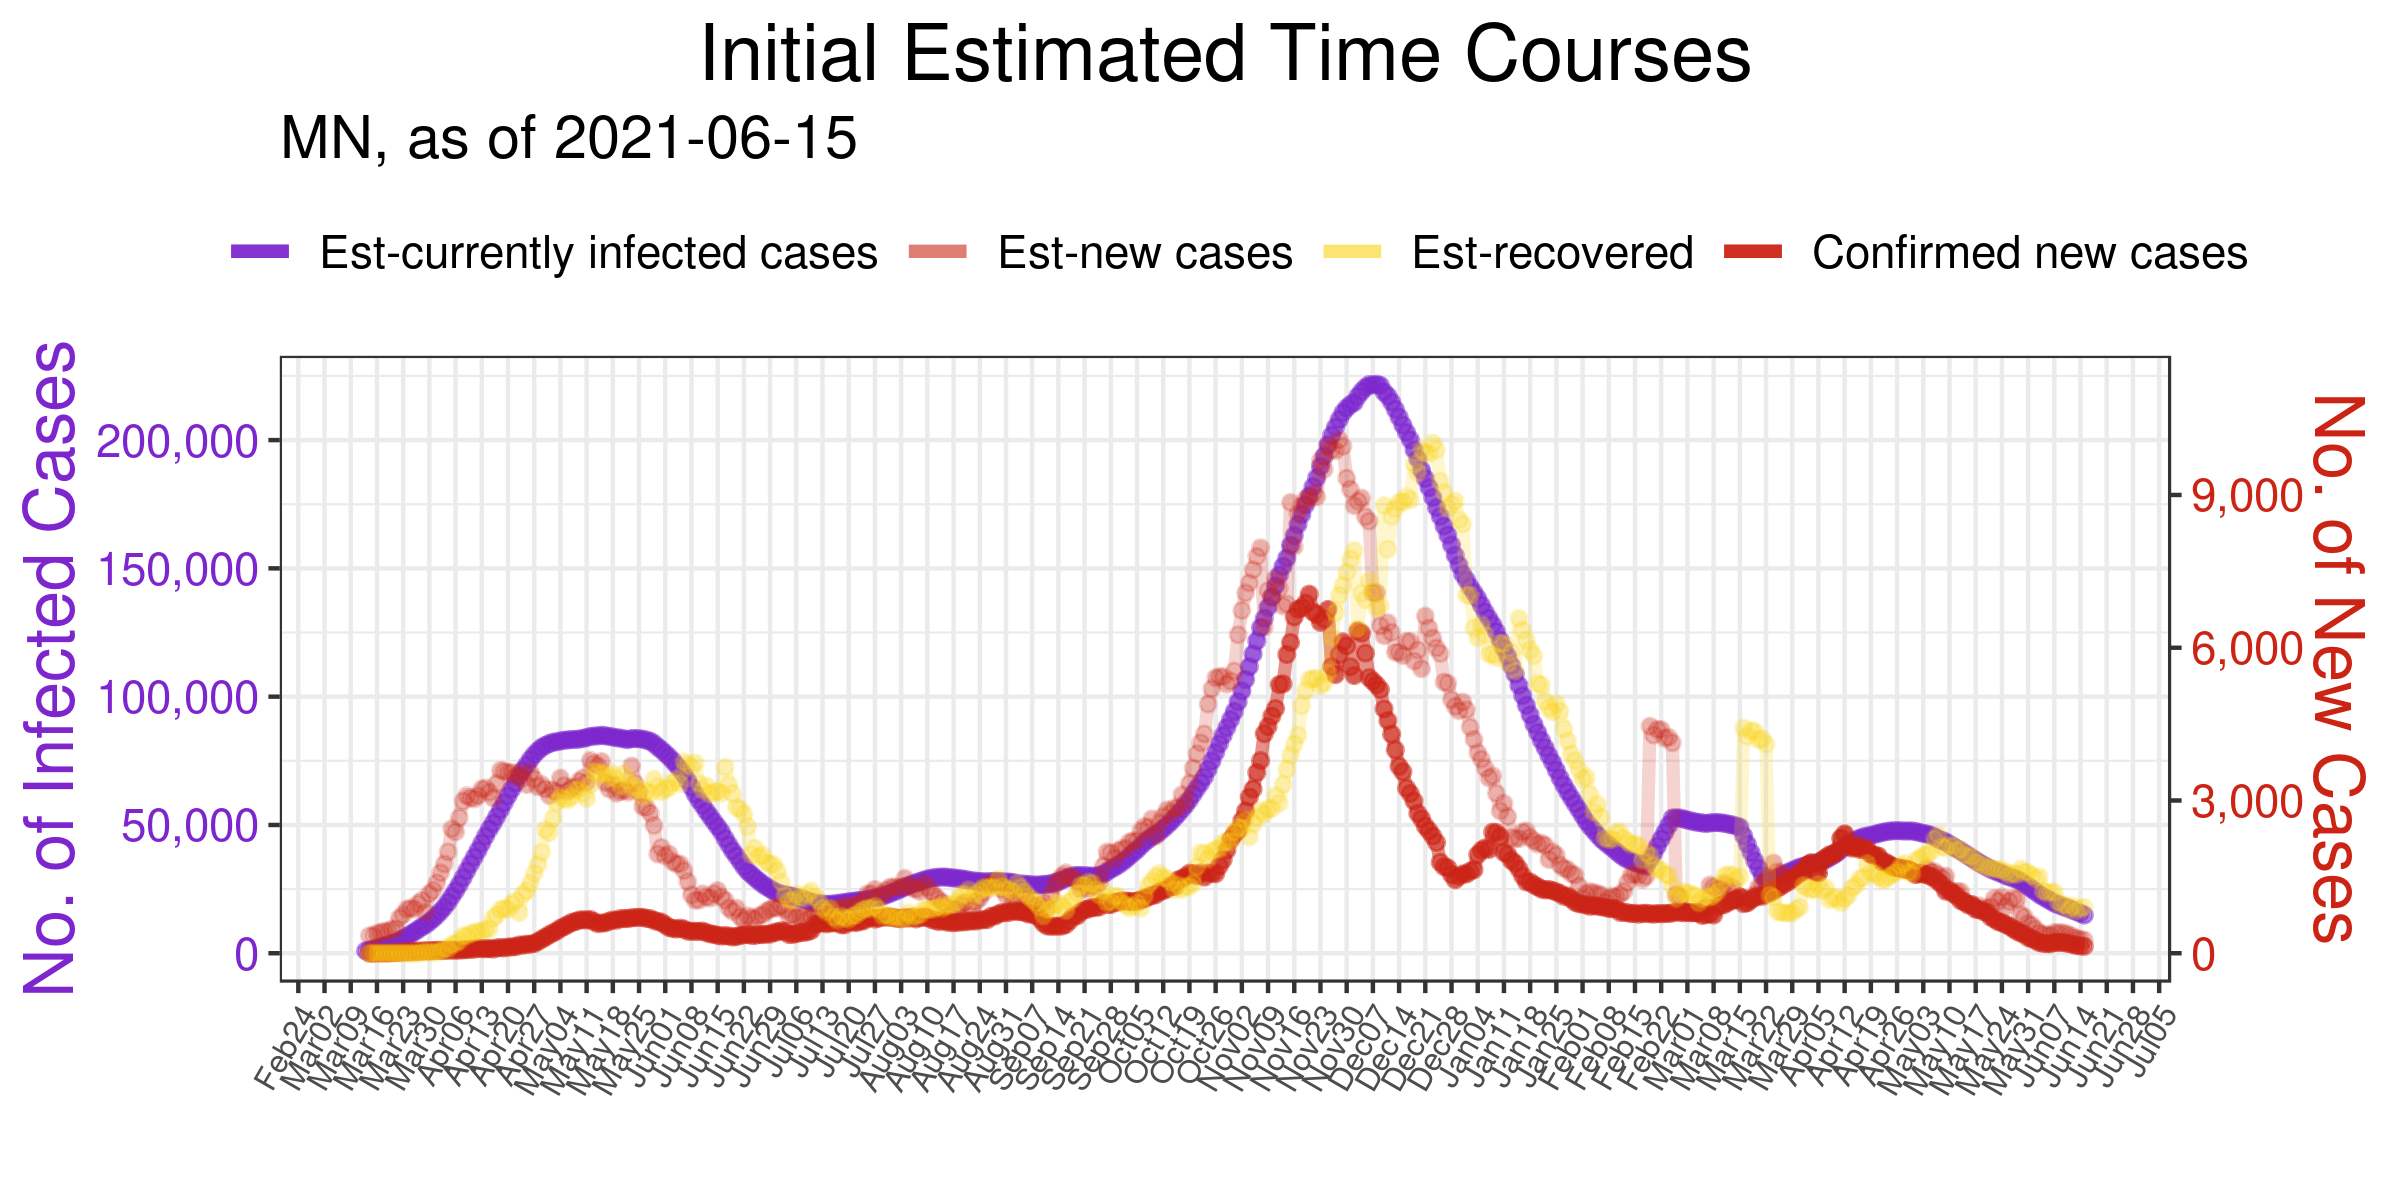 Initial Estimated Time Courses
MN, as of 2021-06-15
Est-currently infected cases Est-new cases Est-recovered Confirmed new cases
No. of Infected Cases
200,000
150,000
100,000
50,000
0
9,000
6,000
3,000
0
No. of New Cases
Feb24 Mar02 Mar09 Mar16 Mar23 Mar30 Apr06 Apr13 Apr20 Apr27 May04 May11 May18 May25 Jun01 Jun08 Jun15 Jun22 Jun29 Jul06 Jul13 Jul20 Jul27 Aug03 Aug10 Aug17 Aug24 Aug31 Sep07 Sep14 Sep21 Sep28 Oct05 Oct12 Oct19 Oct26 Nov02 Nov09 Nov16 Nov23 Nov30 Dec07 Dec14 Dec21 Dec28 Jan04 Jan11 Jan18 Jan25 Feb01 Feb08 Feb15 Feb22 Mar01 Mar08 Mar15 Mar22 Mar29 Apr05 Apr12 Apr19 Apr26 May03 May10 May17 May24 May31 Jun07 Jun14 Jun21 Jun28 Jul05